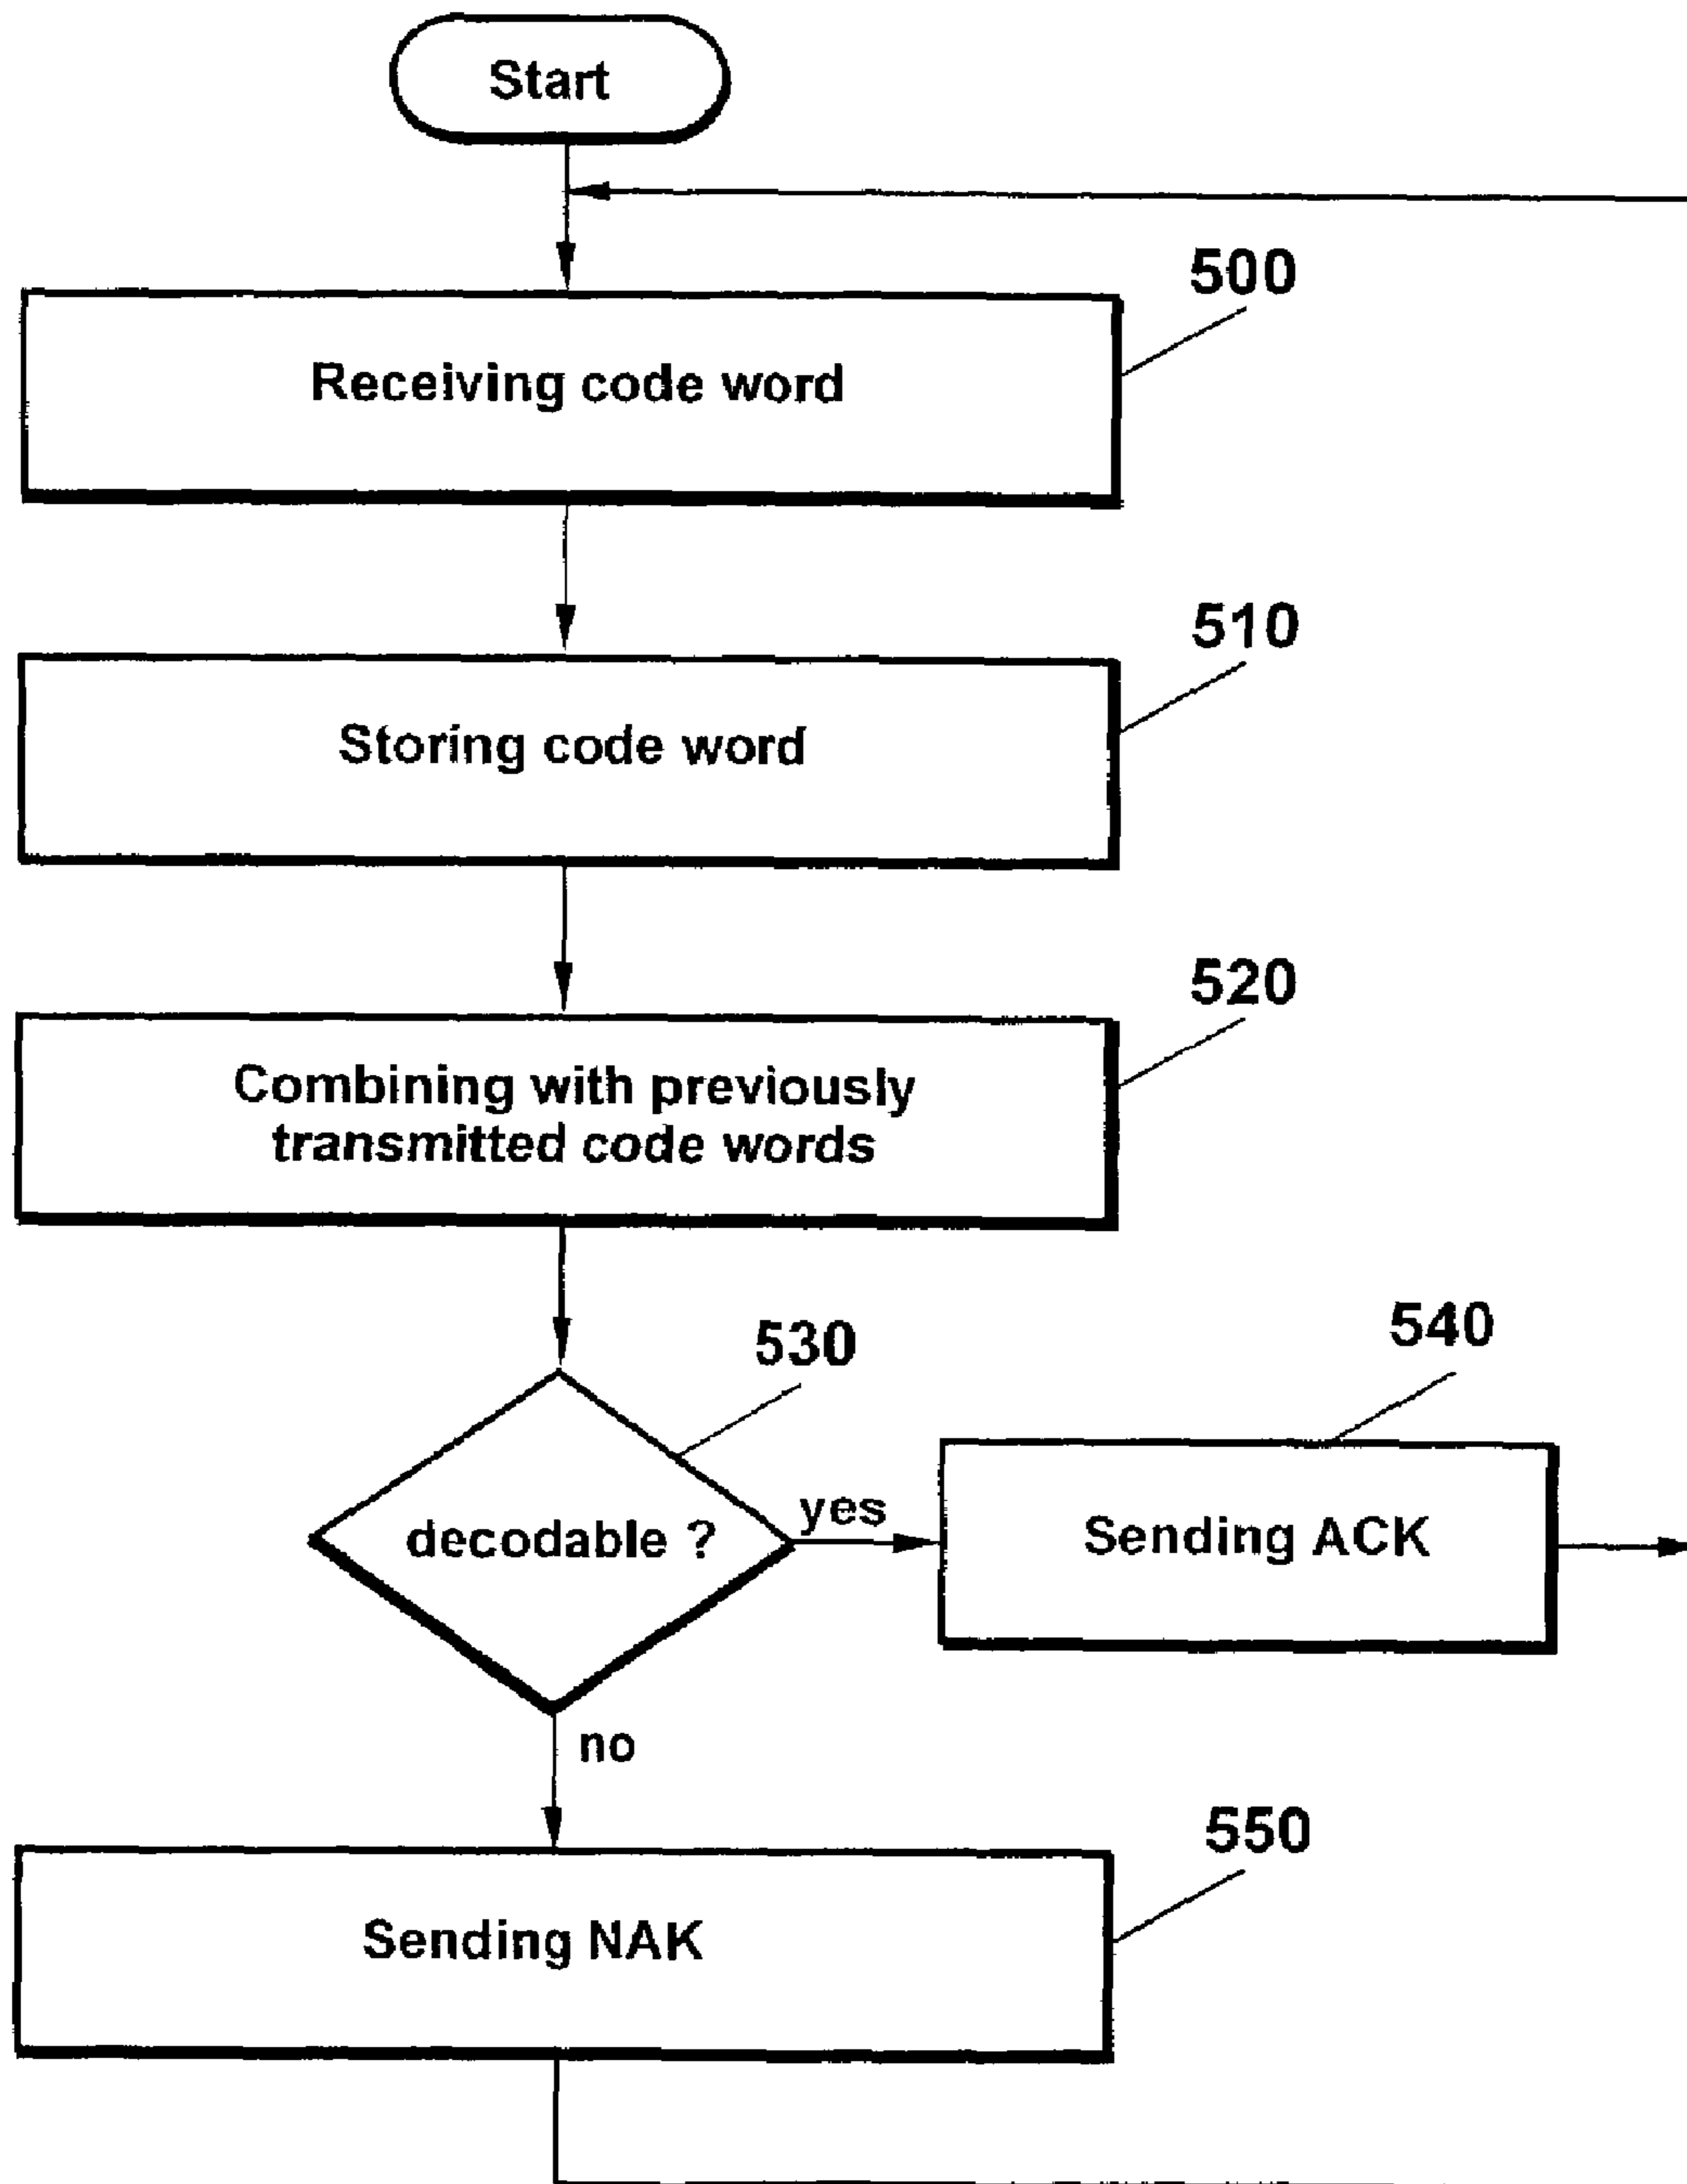 Start
500
Receiving code word
510
Storing code word
520
Combining with previously
transmitted code words
530
540
decodable ?
yes
Sending ACK
no
550
Sending NAK